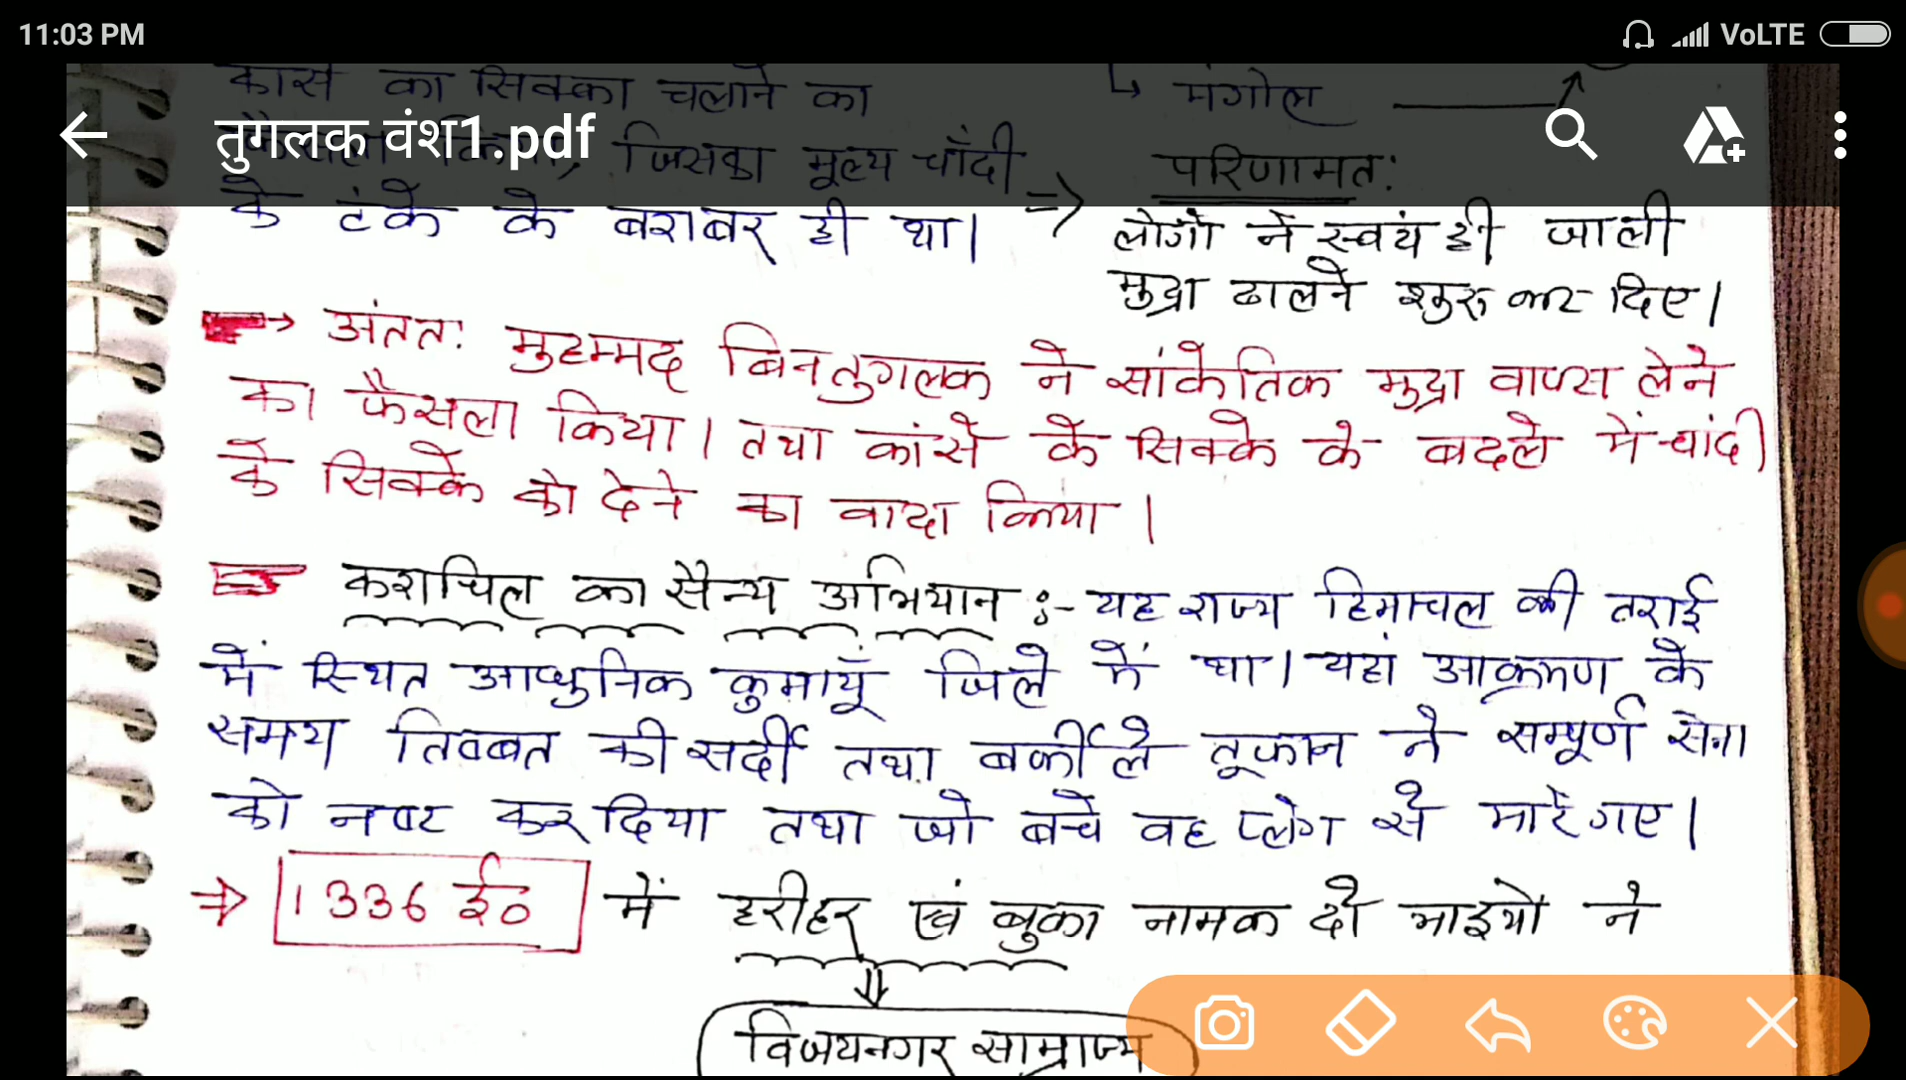 11:03 PM
VoLTE
कांसे का सिक्का चलाने का
↳ मंगोल
तुगलक वंश1.pdf
जिसका मूल्य चाँदी
परिणामत:
के टंके के बराबर ही था।
=> लोगों ने स्वयं ही जाली
मुद्रा ढालने शुरु कर दिए।
→ अंतत: मुहम्मद बिन तुगलक ने सांकेतिक मुद्रा वापस लेने
का फैसला किया। तथा कांसे के सिक्के के बदले में चांदी
के सिक्के को देने का वादा किया।
कराचिल का सैन्य अभियान :- यह राज्य हिमाचल की तराई
में स्थित आधुनिक कुमायूँ जिले में था। यहां आक्रमण के
समय तिब्बत की सर्दी तथा बर्फीले तूफान ने सम्पूर्ण सेना
को नष्ट कर दिया तथा जो बचे वह प्लेग से मारे गए।
⇒ 1336 ई० में हरीहर एवं बुक्का नामक दो भाइयों ने
विजयनगर साम्राज्य